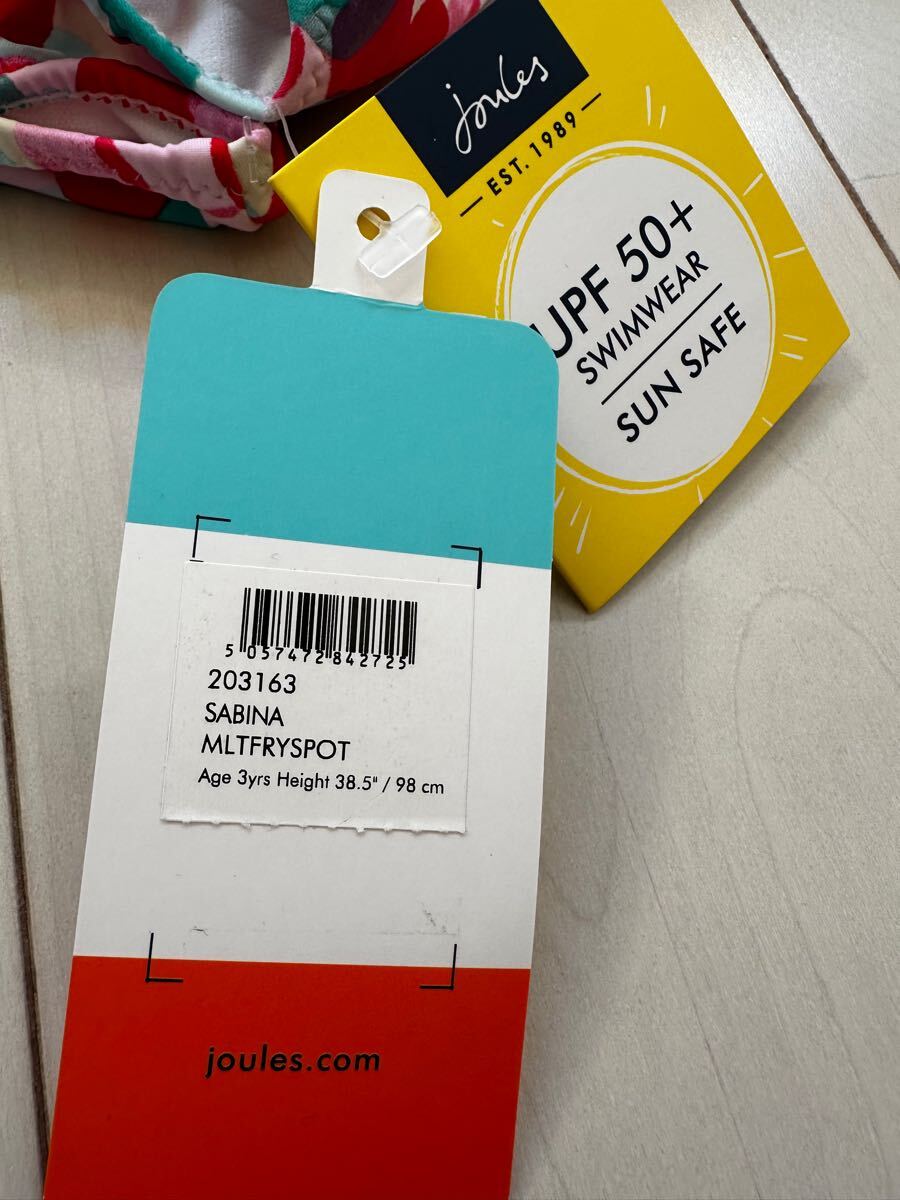 joules
EST. 1989
UPF 50+
SWIMWEAR
SUN SAFE
5 057472 842725
203163
SABINA
MLTFRYSPOT
Age 3yrs Height 38.5" / 98 cm
joules.com